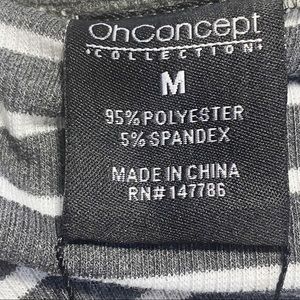 OhConcept
•COLLECTION•
M
95%POLYESTER
5%SPANDEX
MADE IN CHINA
RN#147786